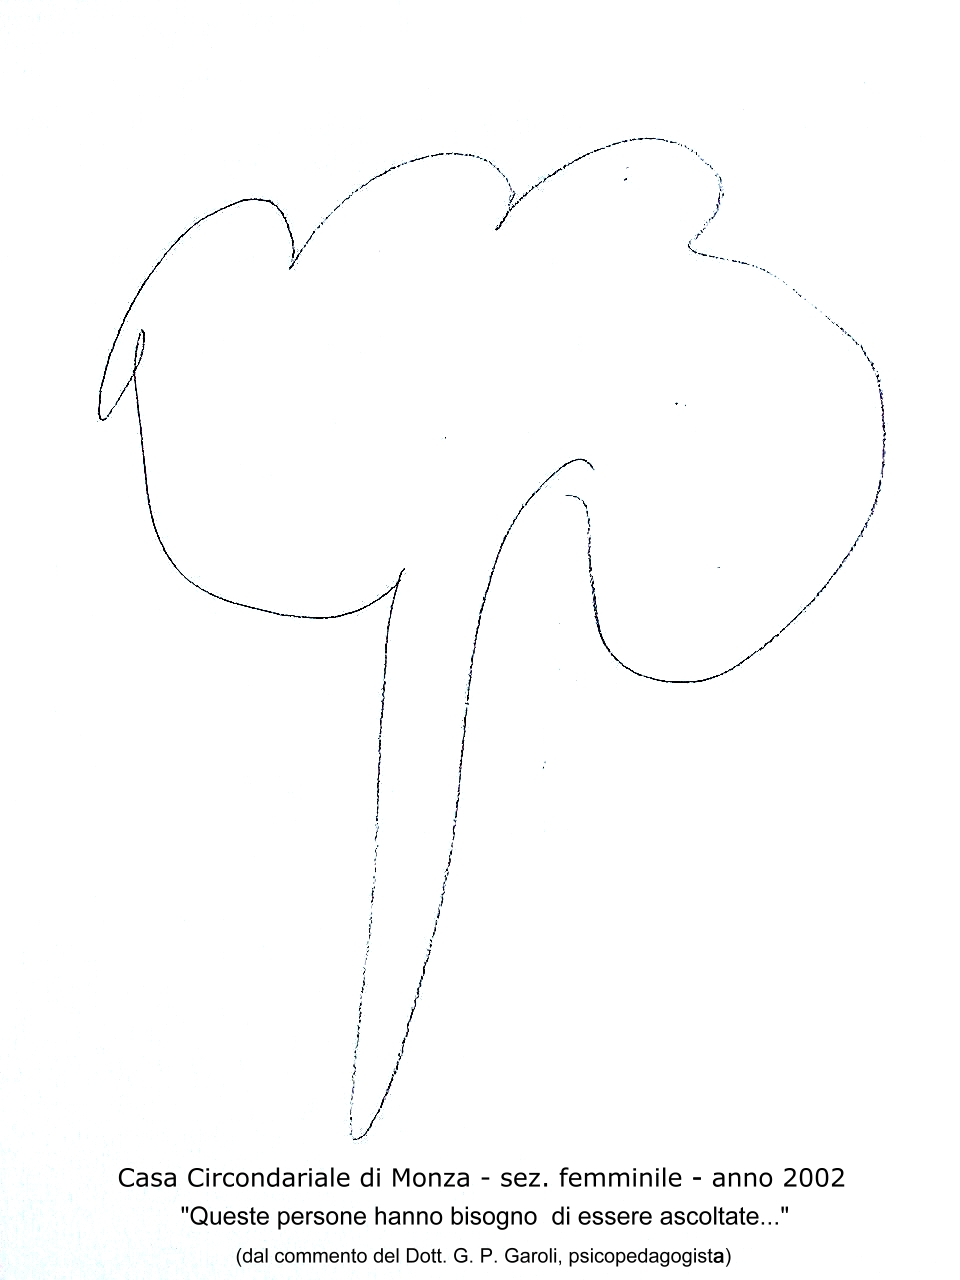 Casa Circondariale di Monza - sez. femminile - anno 2002
"Queste persone hanno bisogno  di essere ascoltate..."
(dal commento del Dott. G. P. Garoli, psicopedagogista)